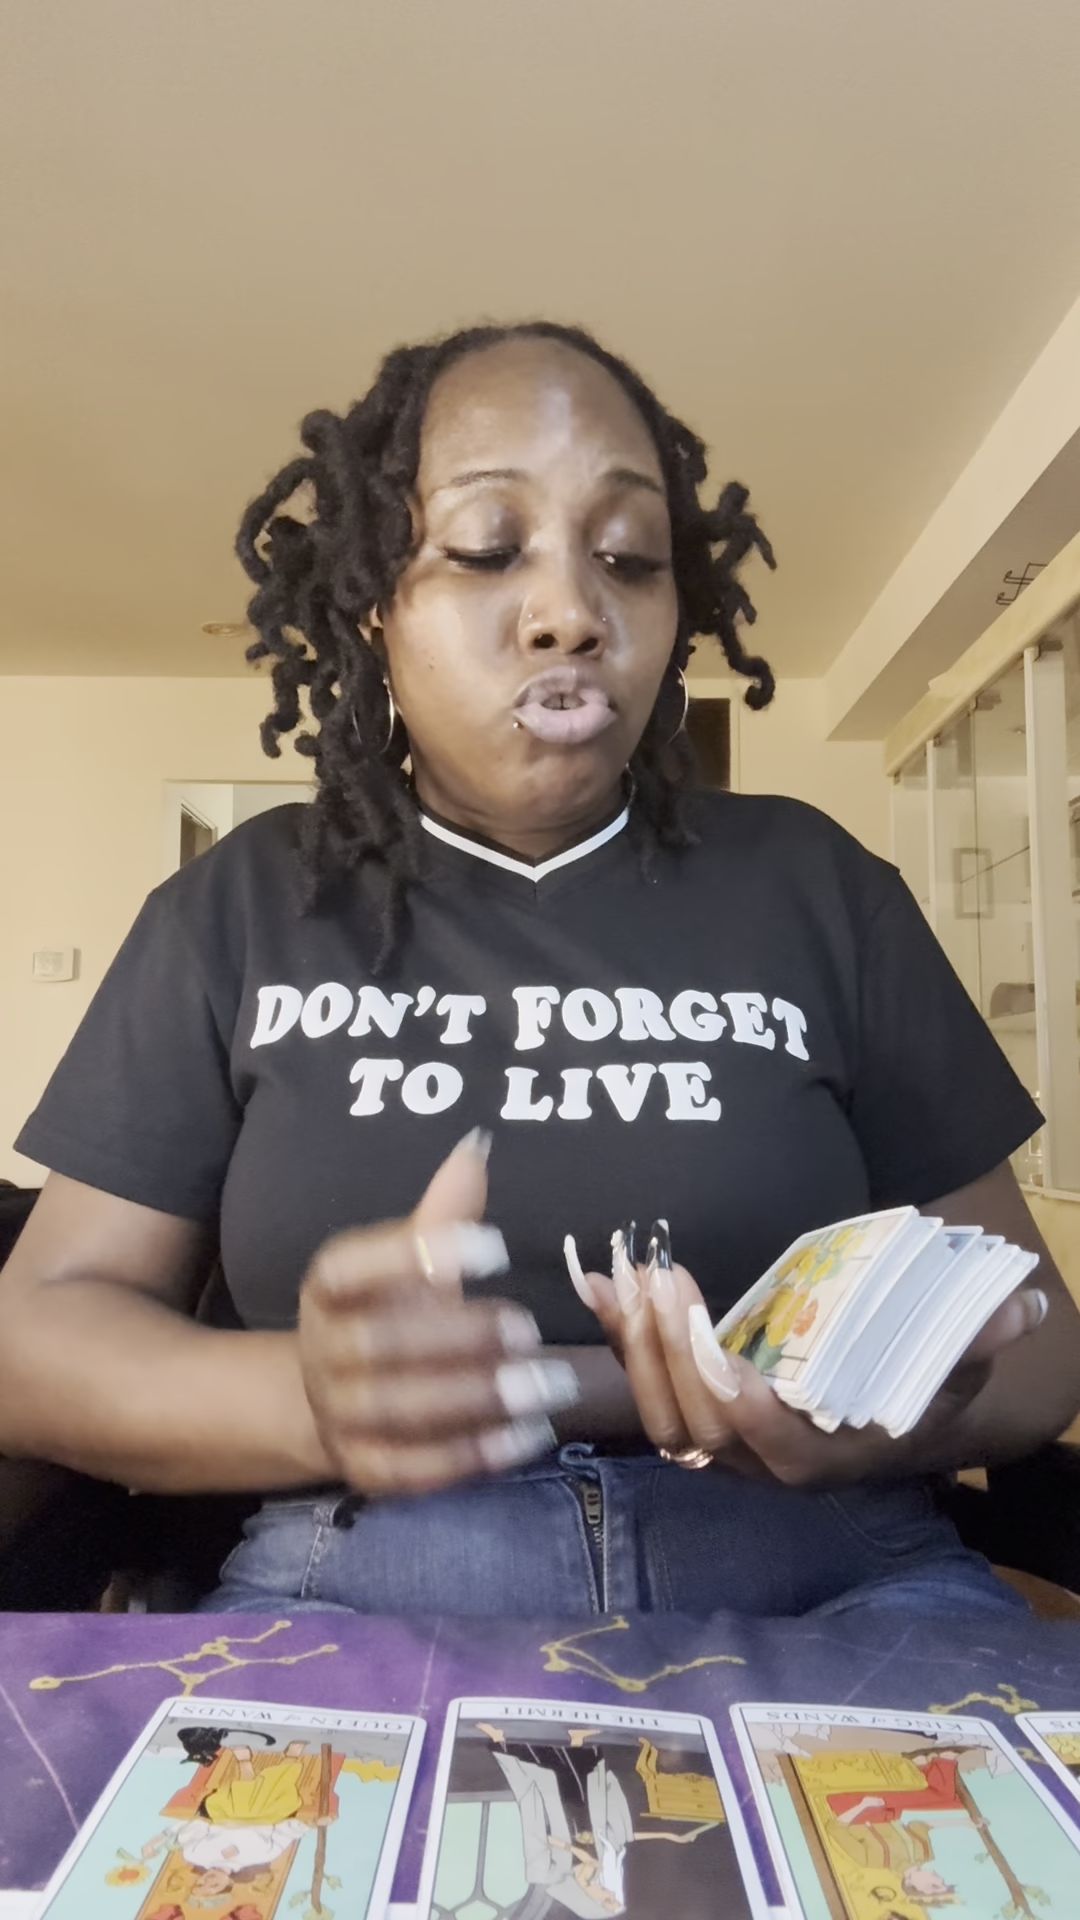 DON'T FORGET
TO LIVE
QUEEN of WANDS
THE HERMIT
KING of WANDS